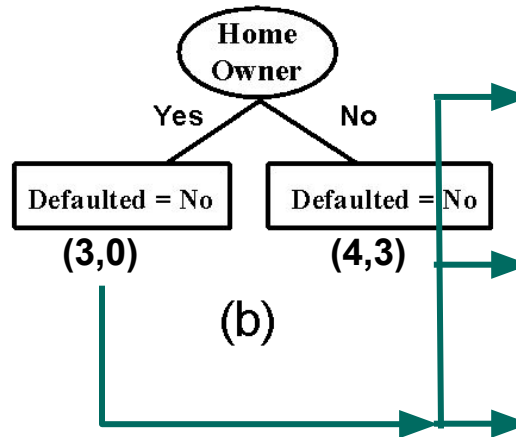 Home
Owner
Yes
No
Defaulted = No
Defaulted = No
(3,0)
(4,3)
(b)